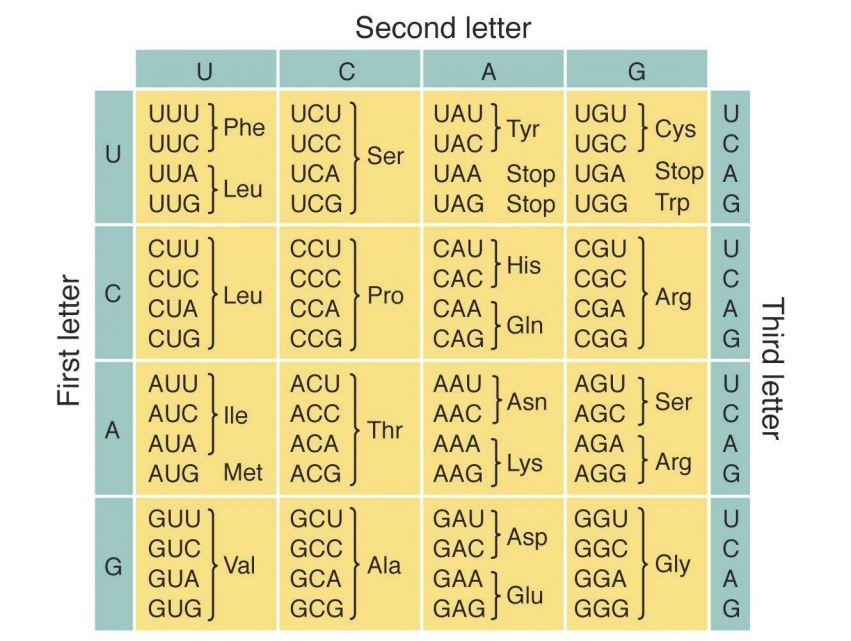 Second letter
U C A G
First letter
Third letter
U
UUU UCU UAU UGU U
Phe Tyr Cys
UUC UCC UAC UGC C
Ser
UUA UCA UAA Stop UGA Stop A
Leu
UUG UCG UAG Stop UGG Trp G
C
CUU CCU CAU CGU U
His
CUC CCC CAC CGC C
Leu Pro Arg
CUA CCA CAA CGA A
Gln
CUG CCG CAG CGG G
A
AUU ACU AAU AGU U
Asn Ser
AUC Ile ACC AAC AGC C
Thr
AUA ACA AAA AGA A
Lys Arg
AUG Met ACG AAG AGG G
G
GUU GCU GAU GGU U
Asp
GUC GCC GAC GGC C
Val Ala Gly
GUA GCA GAA GGA A
Glu
GUG GCG GAG GGG G